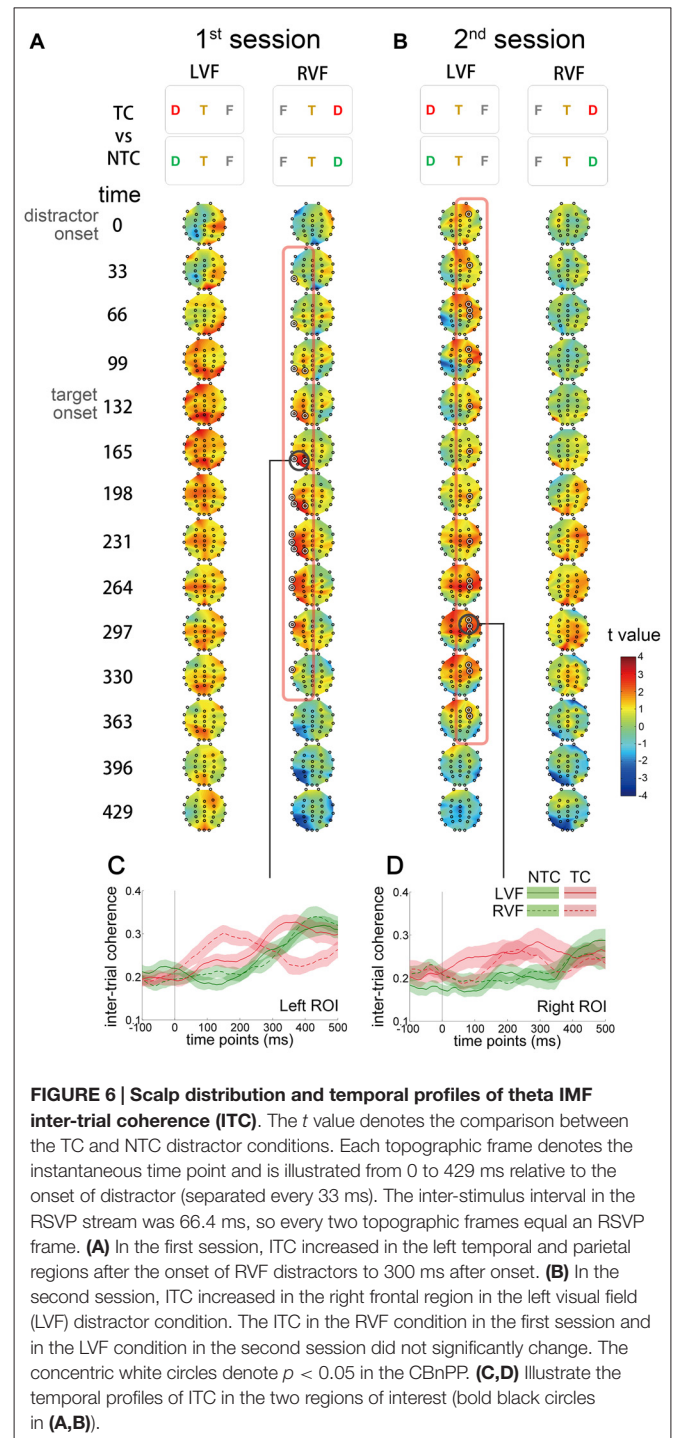 A 1st session B 2nd session
LVF RVF LVF RVF
TC D T F F T D D T F F T D
vs
NTC D T F F T D D T F F T D
time
distractor onset 0
33
66
99
target onset 132
165
198
231
264
297
330
363
396
429
t value
4
3
2
1
0
-1
-2
-3
-4
C
inter-trial coherence
0.4
0.3
0.2
0.1
-100 0 100 200 300 400 500
time points (ms)
Left ROI
D
NTC TC
LVF
RVF
inter-trial coherence
0.4
0.3
0.2
0.1
-100 0 100 200 300 400 500
time points (ms)
Right ROI
FIGURE 6 | Scalp distribution and temporal profiles of theta IMF
inter-trial coherence (ITC). The t value denotes the comparison between
the TC and NTC distractor conditions. Each topographic frame denotes the
instantaneous time point and is illustrated from 0 to 429 ms relative to the
onset of distractor (separated every 33 ms). The inter-stimulus interval in the
RSVP stream was 66.4 ms, so every two topographic frames equal an RSVP
frame. (A) In the first session, ITC increased in the left temporal and parietal
regions after the onset of RVF distractors to 300 ms after onset. (B) In the
second session, ITC increased in the right frontal region in the left visual field
(LVF) distractor condition. The ITC in the RVF condition in the first session and
in the LVF condition in the second session did not significantly change. The
concentric white circles denote p < 0.05 in the CBnPP. (C,D) Illustrate the
temporal profiles of ITC in the two regions of interest (bold black circles
in (A,B)).